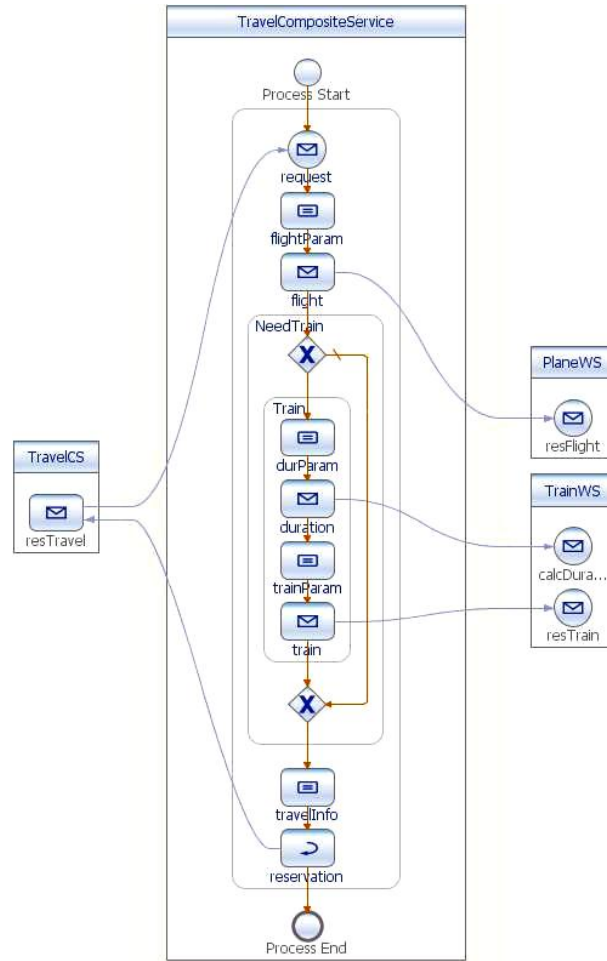 TravelCompositeService
Process Start
request
flightParam
flight
NeedTrain
X
Train
durParam
duration
trainParam
train
X
travelInfo
reservation
Process End
TravelCS
resTravel
PlaneWS
resFlight
TrainWS
calcDura...
resTrain